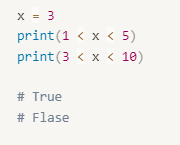 x = 3
print(1 < x < 5)
print(3 < x < 10)
# True
# Flase